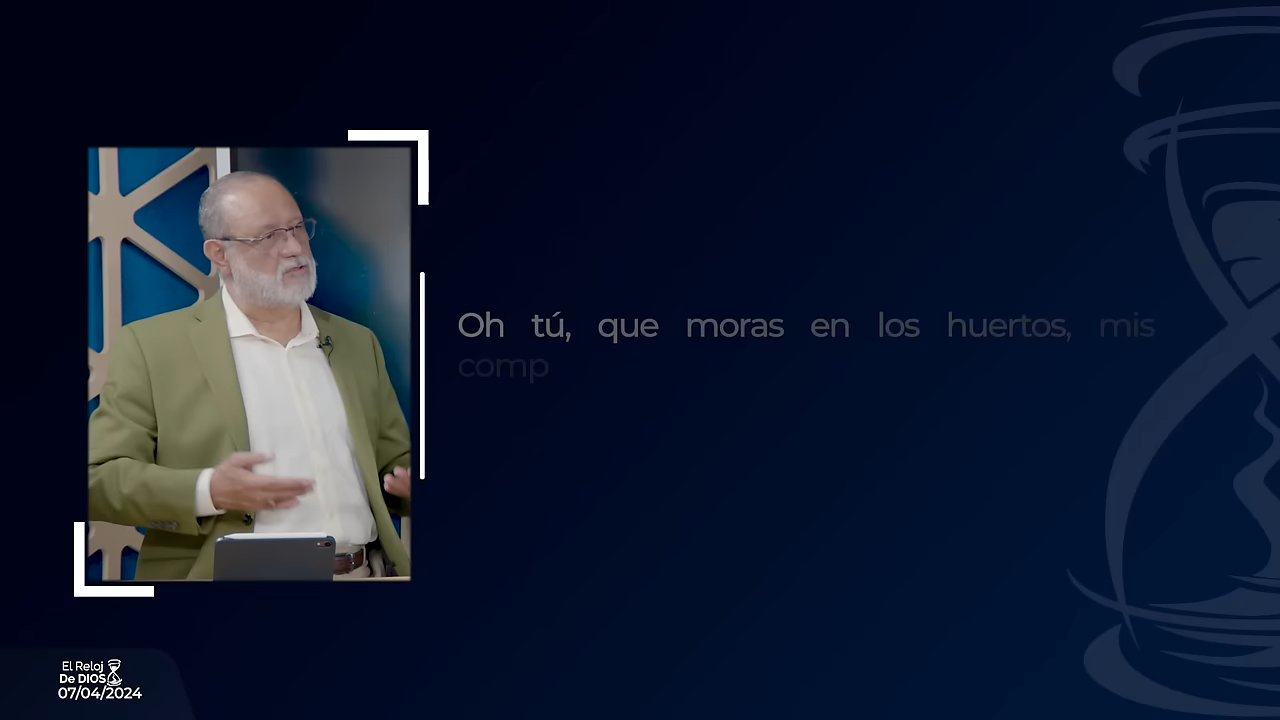 Oh tú, que moras en los huertos, mis
comp
El Reloj
De DIOS
07/04/2024